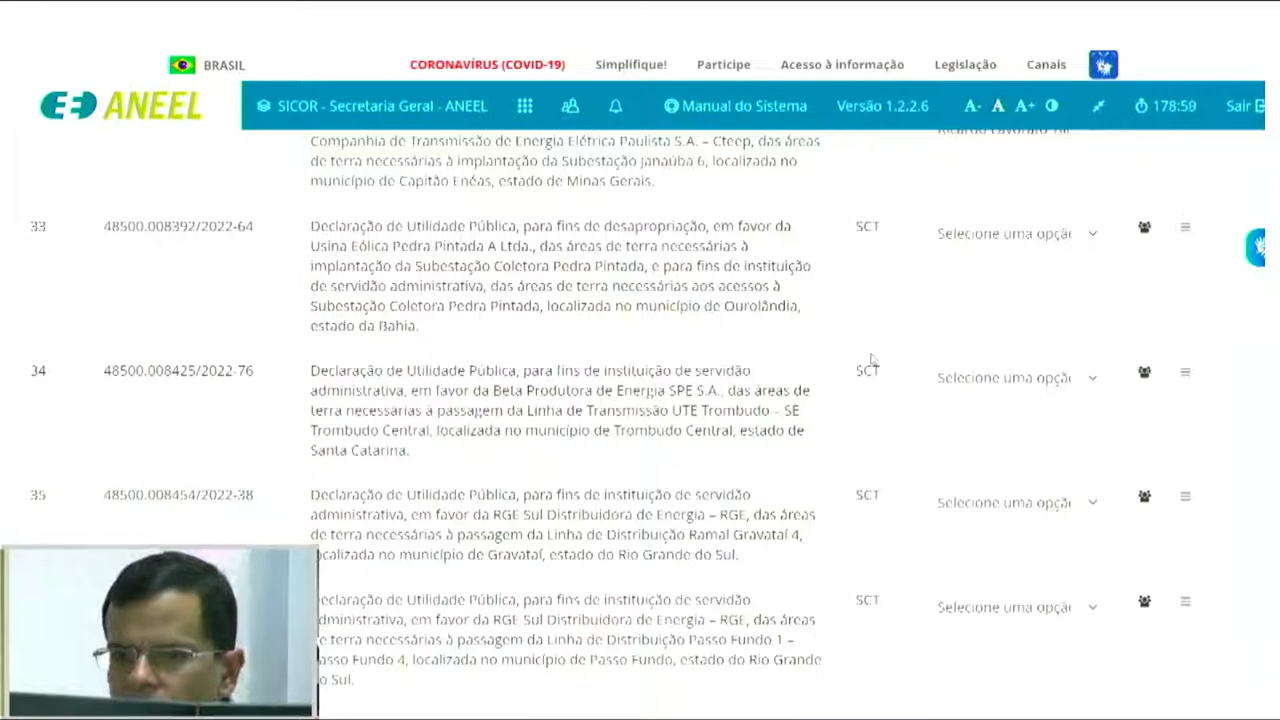 BRASIL
CORONAVÍRUS (COVID-19) Simplifique! Participe Acesso à informação Legislação Canais
ANEEL
SICOR - Secretaria Geral - ANEEL Manual do Sistema Versão 1.2.2.6 A- A A+ 178:59 Sair
Companhia de Transmissão de Energia Elétrica Paulista S.A. – Cteep, das áreas
de terra necessárias à implantação da Subestação Janaúba 6, localizada no
município de Capitão Enéas, estado de Minas Gerais.
33 48500.008392/2022-64 Declaração de Utilidade Pública, para fins de desapropriação, em favor da SCT Selecione uma opçã
Usina Eólica Pedra Pintada A Ltda., das áreas de terra necessárias à
implantação da Subestação Coletora Pedra Pintada, e para fins de instituição
de servidão administrativa, das áreas de terra necessárias aos acessos à
Subestação Coletora Pedra Pintada, localizada no município de Ourolândia,
estado da Bahia.
34 48500.008425/2022-76 Declaração de Utilidade Pública, para fins de instituição de servidão SCT Selecione uma opçã
administrativa, em favor da Beta Produtora de Energia SPE S.A., das áreas de
terra necessárias à passagem da Linha de Transmissão UTE Trombudo – SE
Trombudo Central, localizada no município de Trombudo Central, estado de
Santa Catarina.
35 48500.008454/2022-38 Declaração de Utilidade Pública, para fins de instituição de servidão SCT Selecione uma opçã
administrativa, em favor da RGE Sul Distribuidora de Energia – RGE, das áreas
de terra necessárias à passagem da Linha de Distribuição Ramal Gravataí 4,
ocalizada no município de Gravataí, estado do Rio Grande do Sul.
eclaração de Utilidade Pública, para fins de instituição de servidão SCT Selecione uma opçã
dministrativa, em favor da RGE Sul Distribuidora de Energia – RGE, das áreas
e terra necessárias à passagem da Linha de Distribuição Passo Fundo 1 –
asso Fundo 4, localizada no município de Passo Fundo, estado do Rio Grande
o Sul.